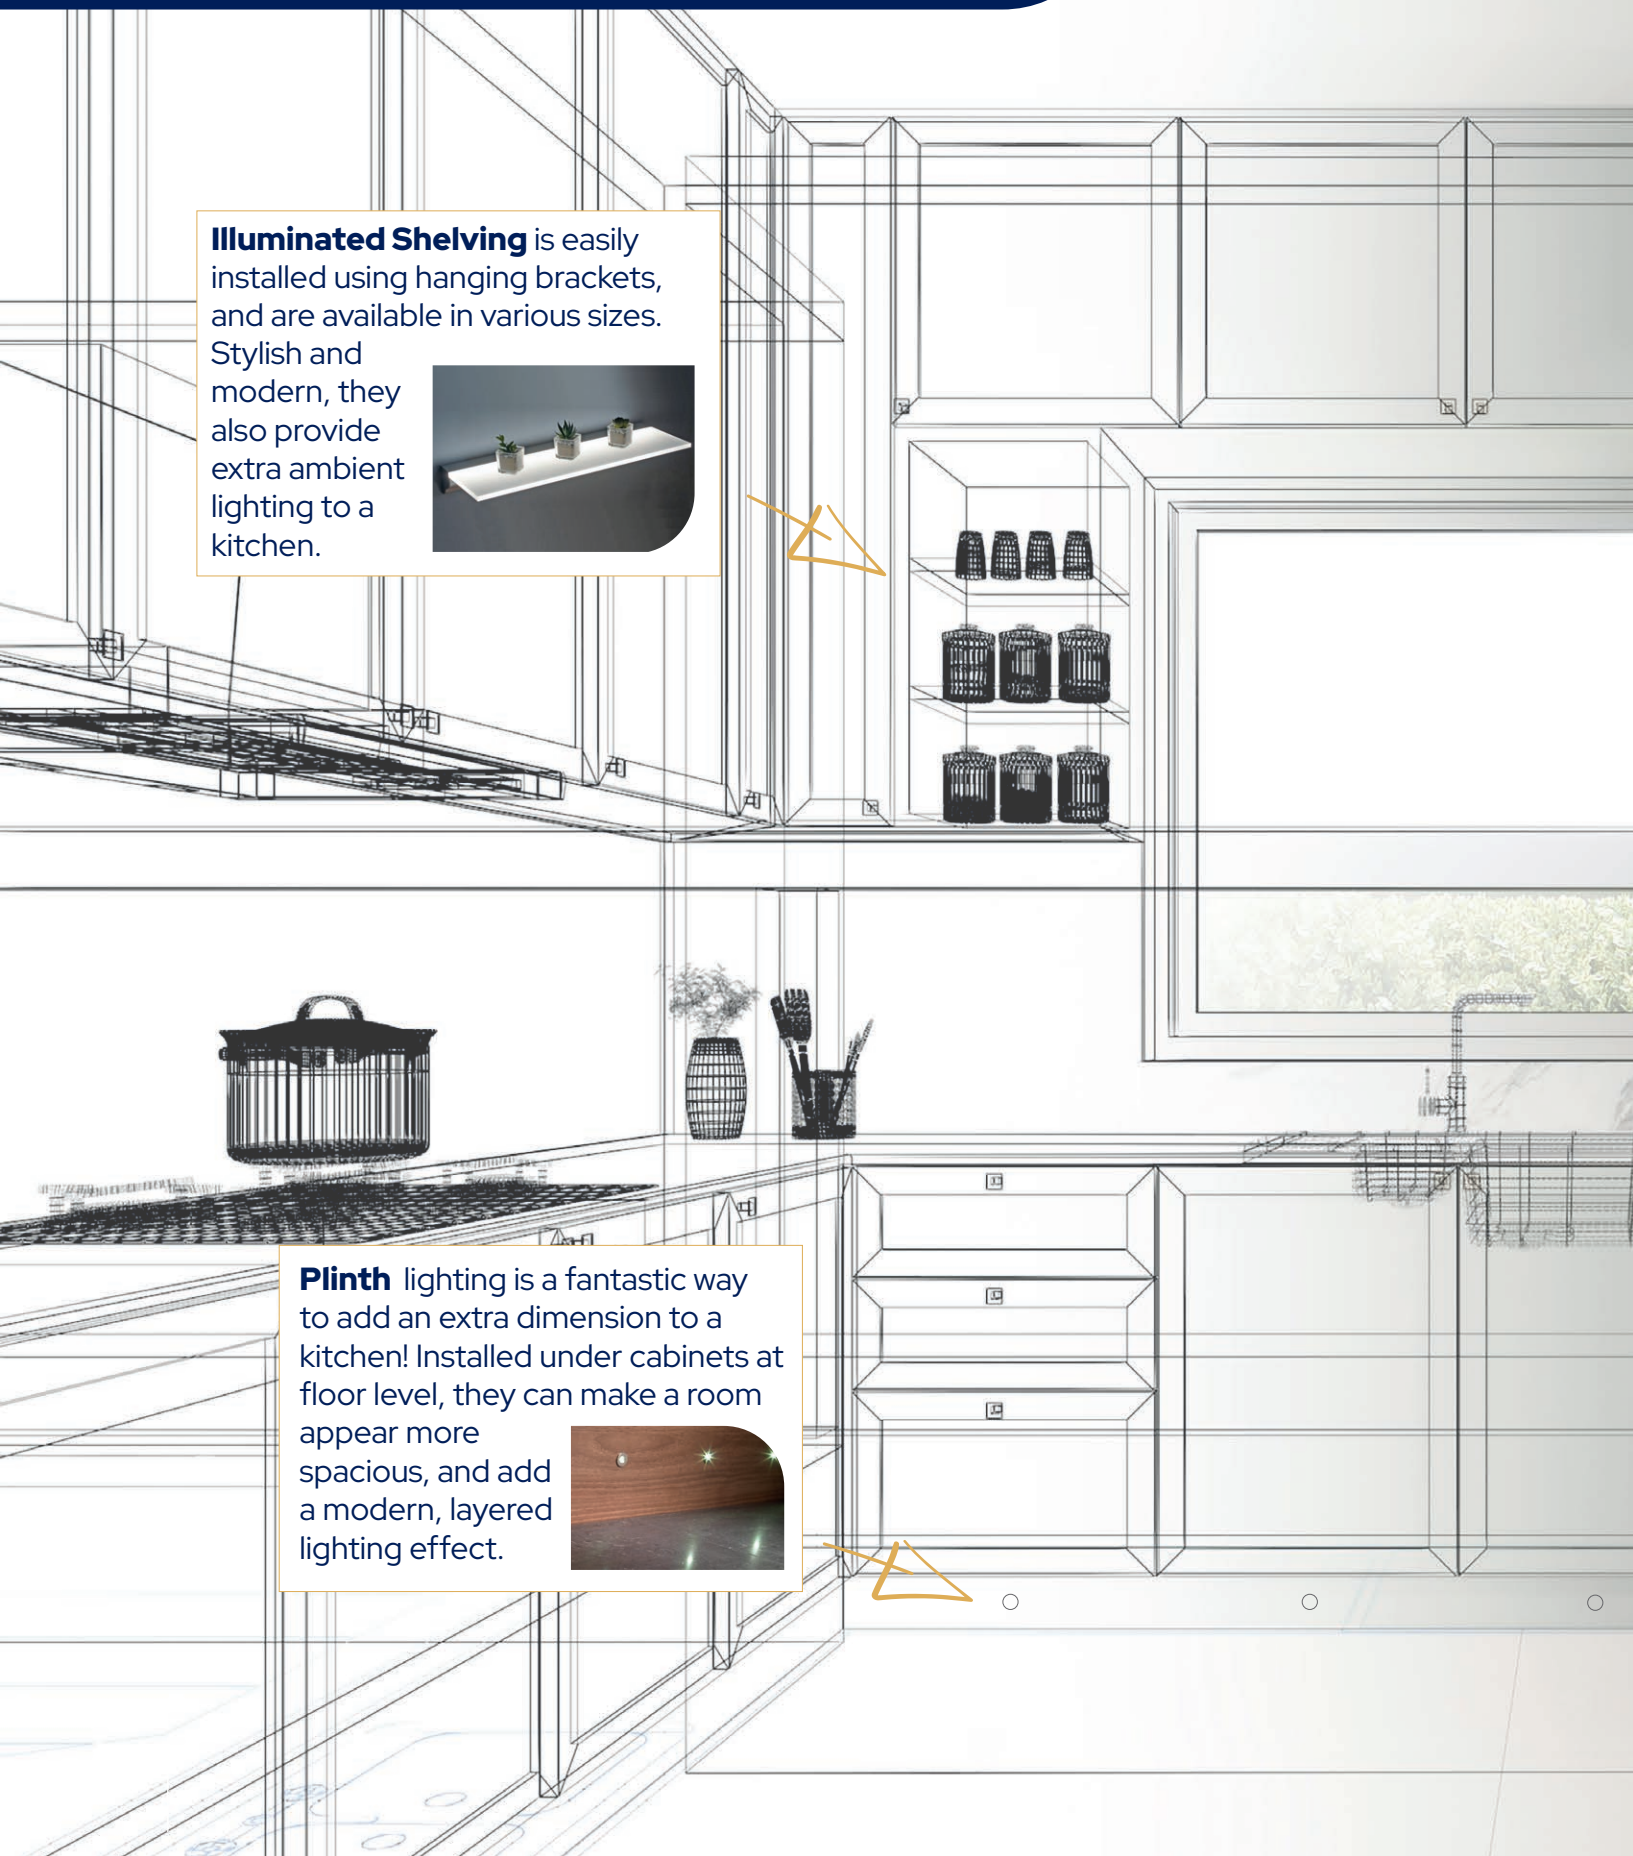 Illuminated Shelving is easily
installed using hanging brackets,
and are available in various sizes.
Stylish and
modern, they
also provide
extra ambient
lighting to a
kitchen.
Plinth lighting is a fantastic way
to add an extra dimension to a
kitchen! Installed under cabinets at
floor level, they can make a room
appear more
spacious, and add
a modern, layered
lighting effect.